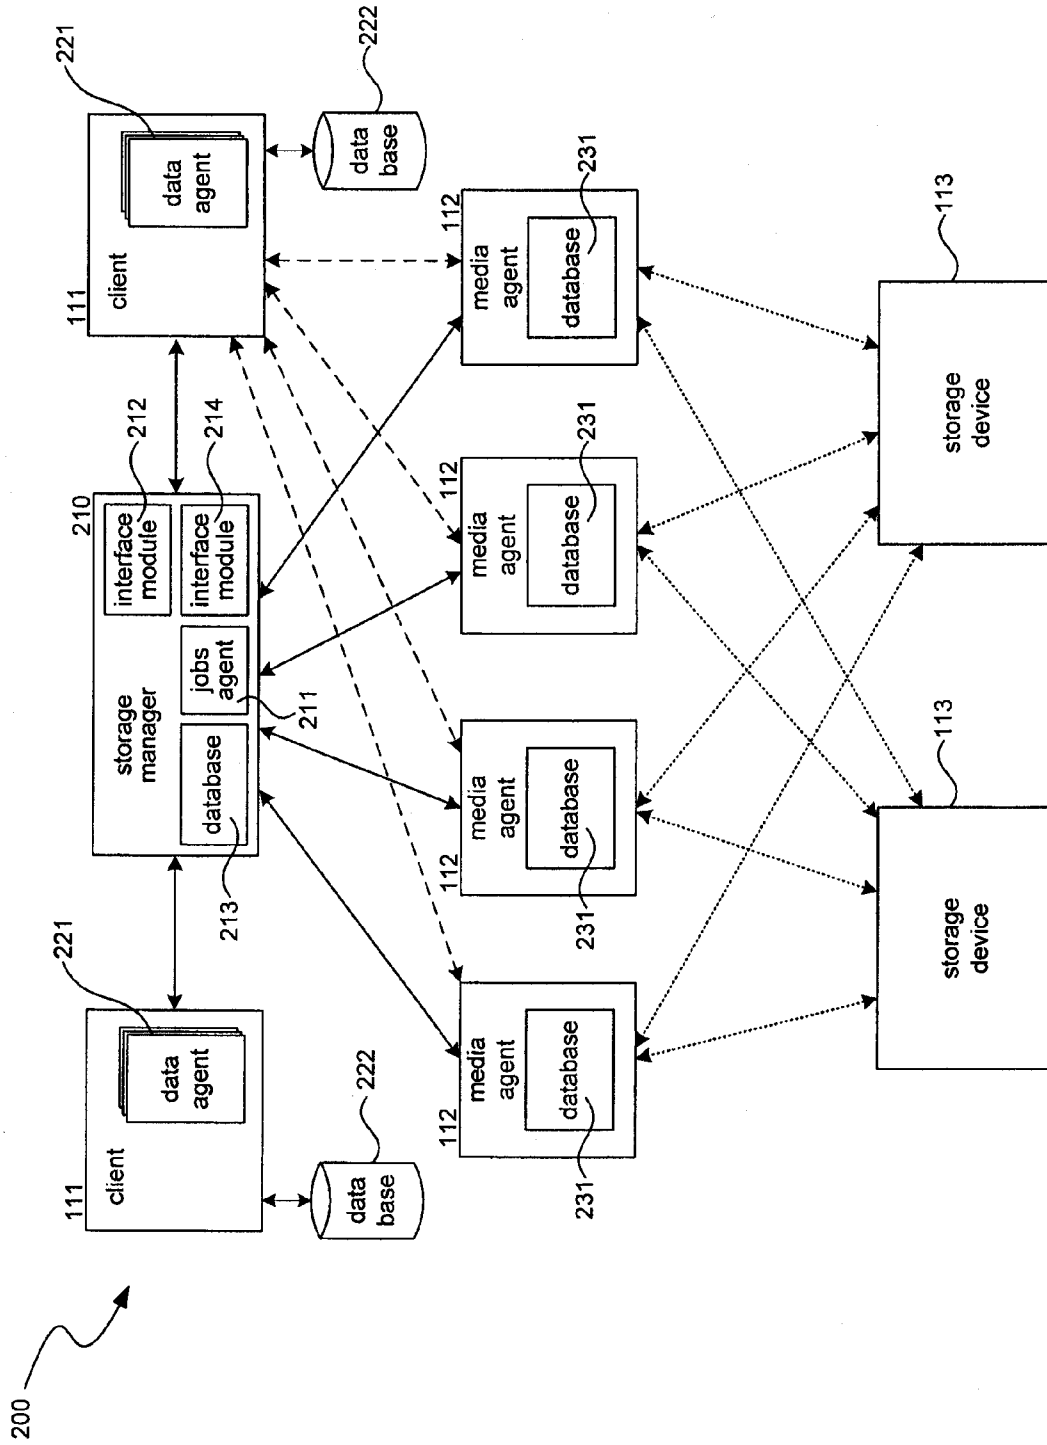 200
111
client
data
agent
221
data
base
222
210
storage
manager
database
213
jobs
agent
211
interface
module
212
interface
module
214
111
client
data
agent
221
data
base
222
112
media
agent
database
231
112
media
agent
database
231
112
media
agent
database
231
112
media
agent
database
231
storage
device
113
storage
device
113